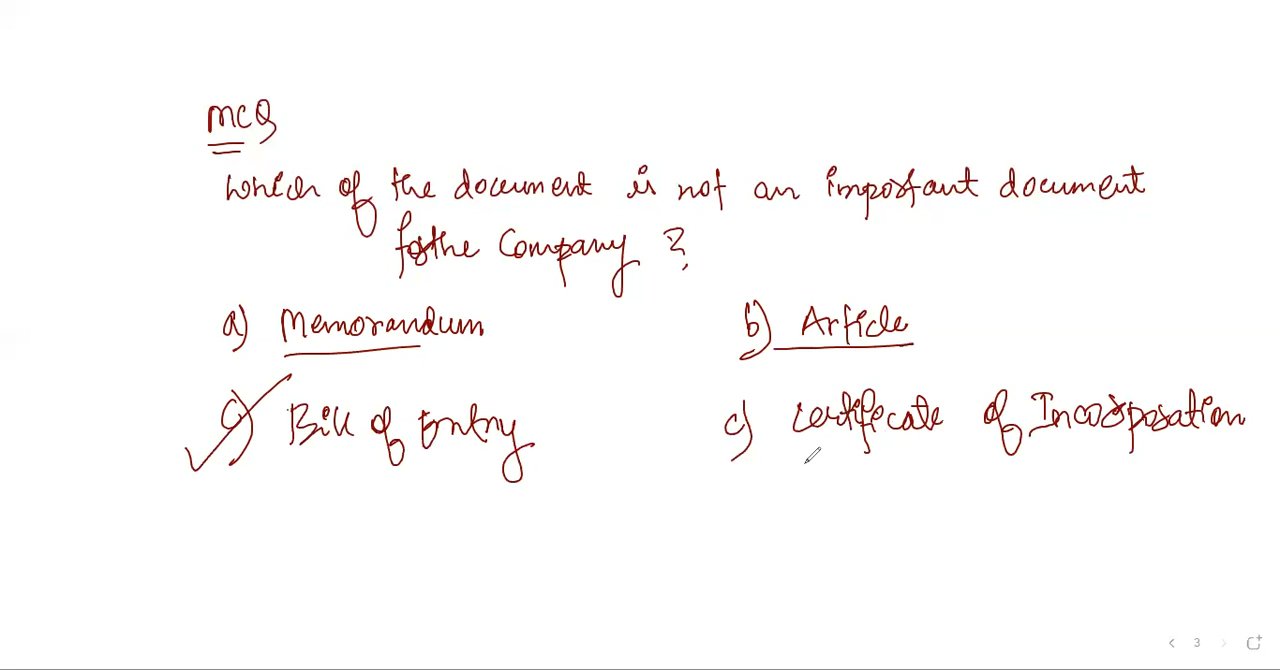 MCQ
which of the document is not an important document
for the Company ?
a) Memorandum
b) Article
c) Bill of Entry
c) Certificate of Incorporation
3